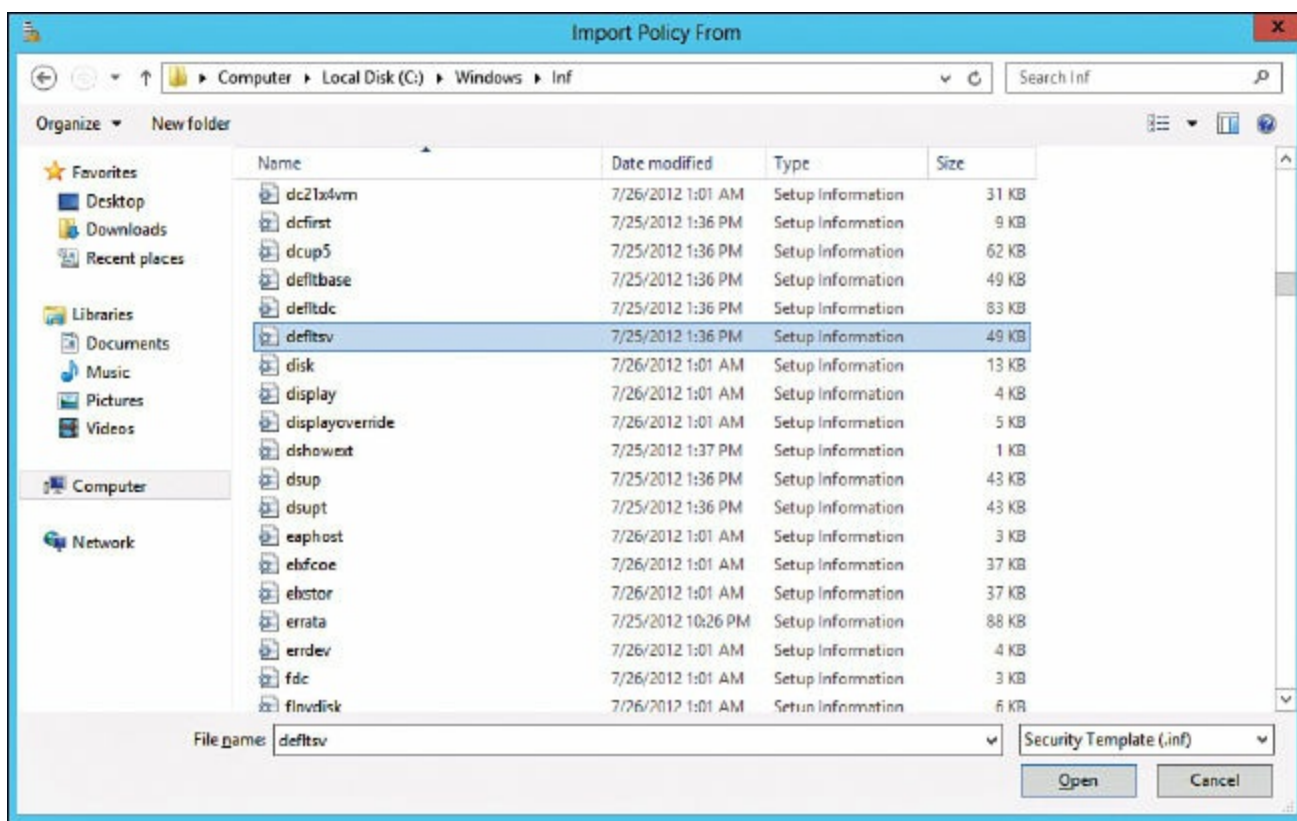 Import Policy From
x
Computer Local Disk (C:) Windows Inf Search Inf
Organize New folder
Name Date modified Type Size
Favorites
Desktop
Downloads
Recent places
Libraries
Documents
Music
Pictures
Videos
Computer
Network
dc21x4vm 7/26/2012 1:01 AM Setup Information 31 KB
dcfirst 7/25/2012 1:36 PM Setup Information 9 KB
dcup5 7/25/2012 1:36 PM Setup Information 62 KB
defltbase 7/25/2012 1:36 PM Setup Information 49 KB
defltdc 7/25/2012 1:36 PM Setup Information 83 KB
defltsv 7/25/2012 1:36 PM Setup Information 49 KB
disk 7/26/2012 1:01 AM Setup Information 13 KB
display 7/26/2012 1:01 AM Setup Information 4 KB
displayoverride 7/26/2012 1:01 AM Setup Information 5 KB
dshowext 7/25/2012 1:37 PM Setup Information 1 KB
dsup 7/25/2012 1:36 PM Setup Information 43 KB
dsupt 7/25/2012 1:36 PM Setup Information 43 KB
eaphost 7/26/2012 1:01 AM Setup Information 3 KB
elxfcoe 7/26/2012 1:01 AM Setup Information 37 KB
elxstor 7/26/2012 1:01 AM Setup Information 37 KB
errata 7/25/2012 10:26 PM Setup Information 88 KB
errdev 7/26/2012 1:01 AM Setup Information 4 KB
fdc 7/26/2012 1:01 AM Setup Information 3 KB
flpydisk 7/26/2012 1:01 AM Setup Information 6 KB
File name: defltsv Security Template (.inf)
Open Cancel